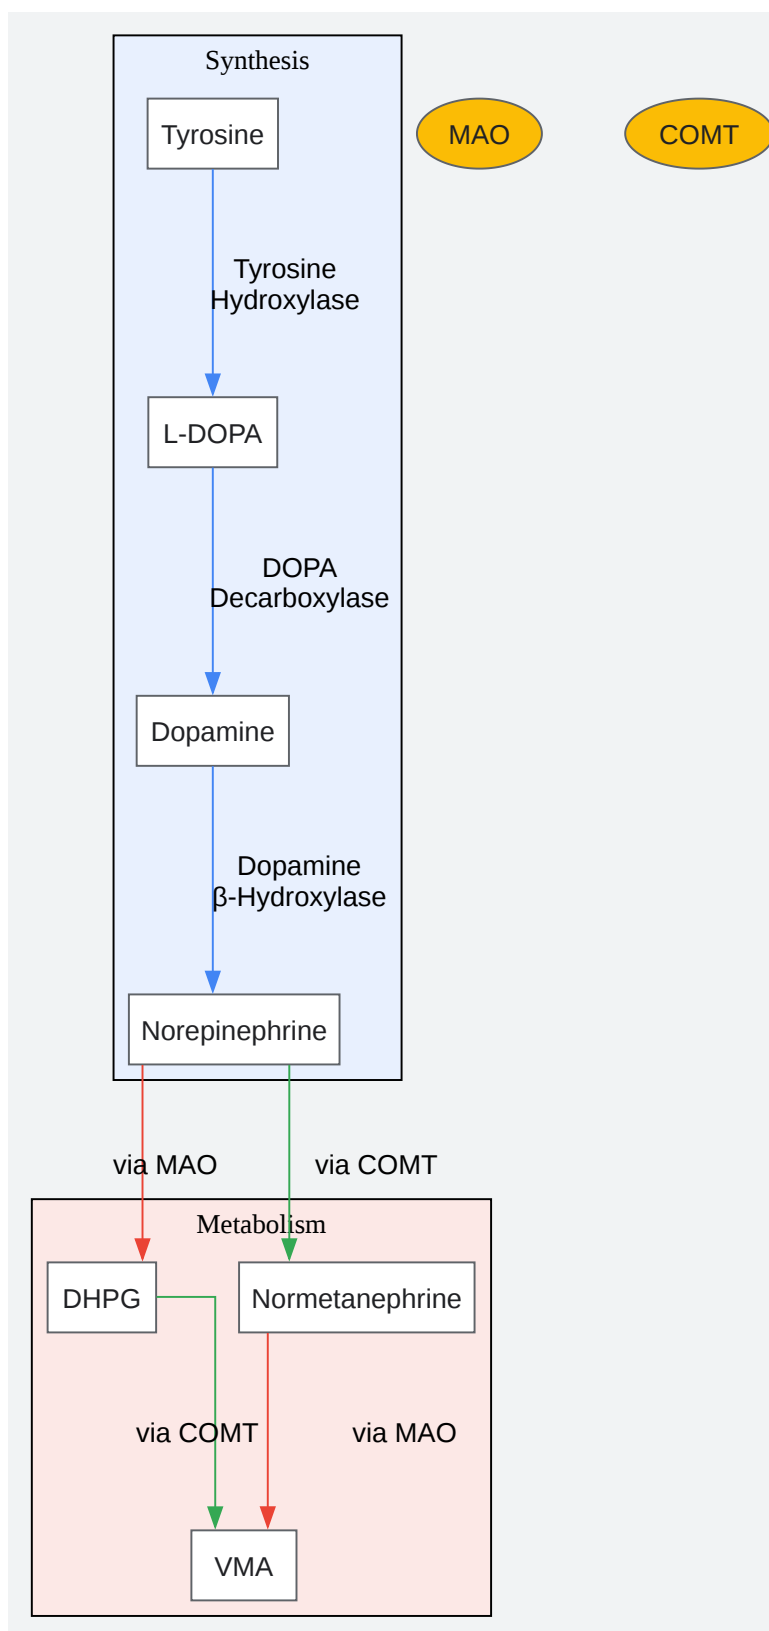 Synthesis
Tyrosine
MAO
COMT
Tyrosine
Hydroxylase
L-DOPA
DOPA
Decarboxylase
Dopamine
Dopamine
β-Hydroxylase
Norepinephrine
via MAO
via COMT
Metabolism
DHPG
Normetanephrine
via COMT
via MAO
VMA